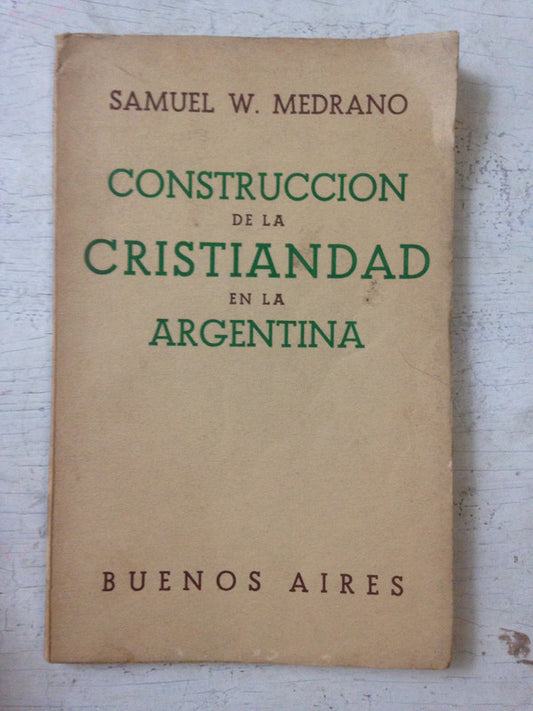 SAMUEL W. MEDRANO
CONSTRUCCION
DE LA
CRISTIANDAD
EN LA
ARGENTINA
BUENOS AIRES